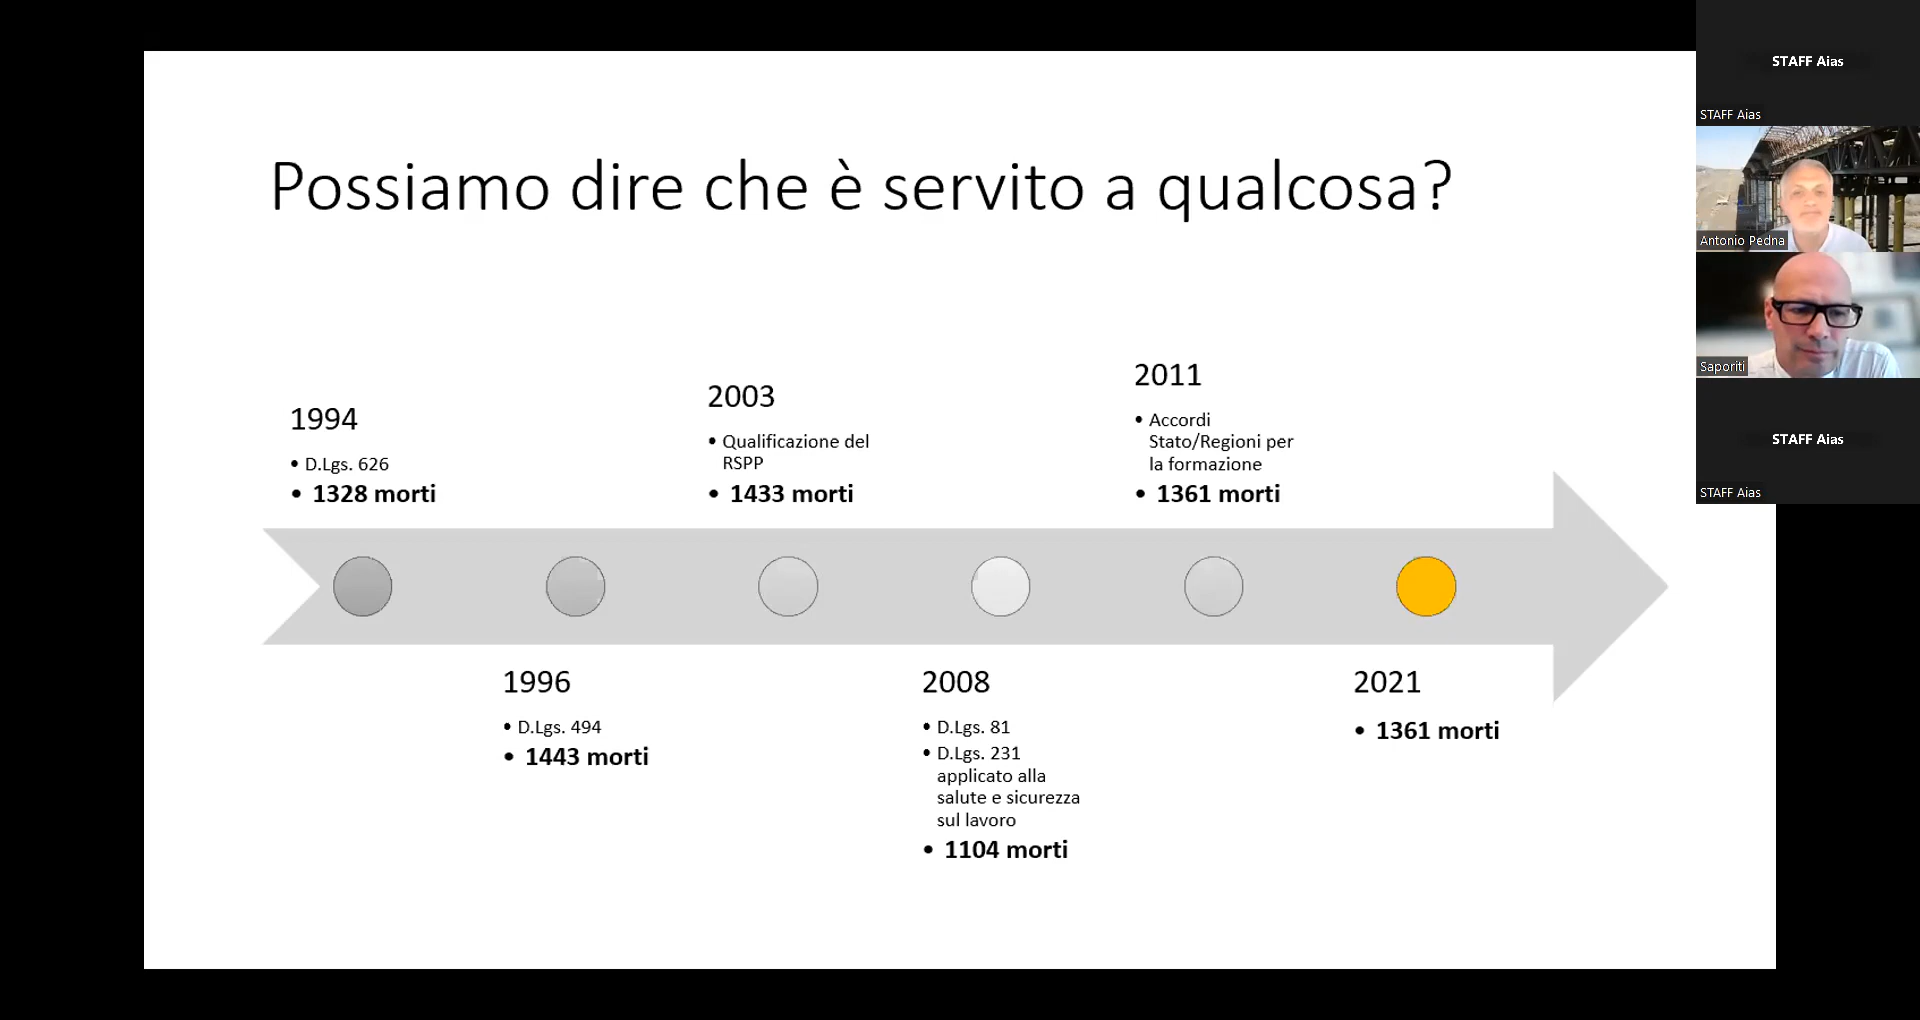 Possiamo dire che è servito a qualcosa?
1994
• D.Lgs. 626
• 1328 morti
2003
• Qualificazione del
RSPP
• 1433 morti
2011
• Accordi
Stato/Regioni per
la formazione
• 1361 morti
1996
• D.Lgs. 494
• 1443 morti
2008
• D.Lgs. 81
• D.Lgs. 231
applicato alla
salute e sicurezza
sul lavoro
• 1104 morti
2021
• 1361 morti
STAFF Aias
STAFF Aias
Antonio Pedna
Saporiti
STAFF Aias
STAFF Aias